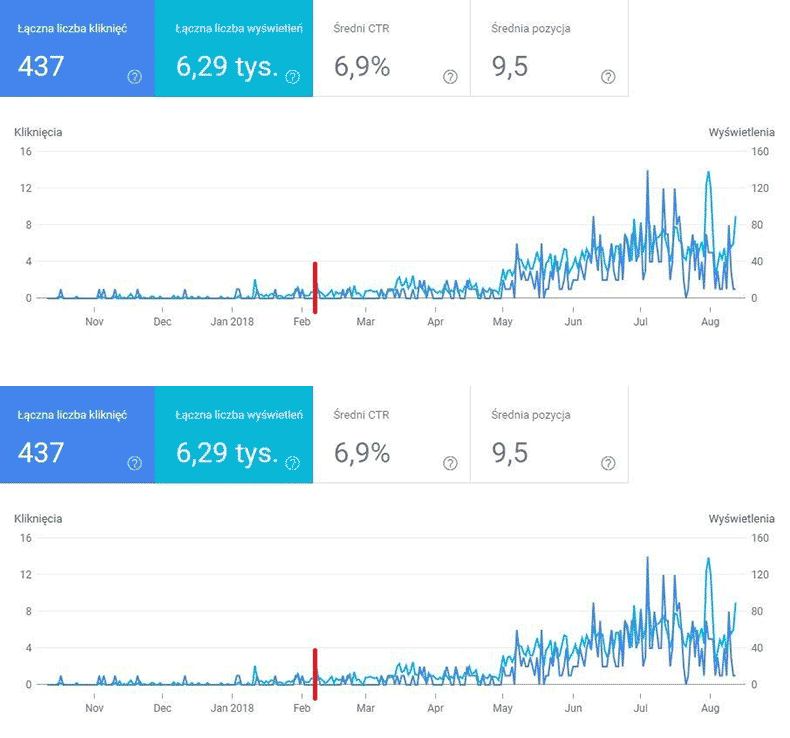 Łączna liczba kliknięć Łączna liczba wyświetleń Średni CTR Średnia pozycja
437 6,29 tys. 6,9% 9,5
Kliknięcia Wyświetlenia
16 160
12 120
8 80
4 40
0 0
Nov Dec Jan 2018 Feb Mar Apr May Jun Jul Aug
Łączna liczba kliknięć Łączna liczba wyświetleń Średni CTR Średnia pozycja
437 6,29 tys. 6,9% 9,5
Kliknięcia Wyświetlenia
16 160
12 120
8 80
4 40
0 0
Nov Dec Jan 2018 Feb Mar Apr May Jun Jul Aug